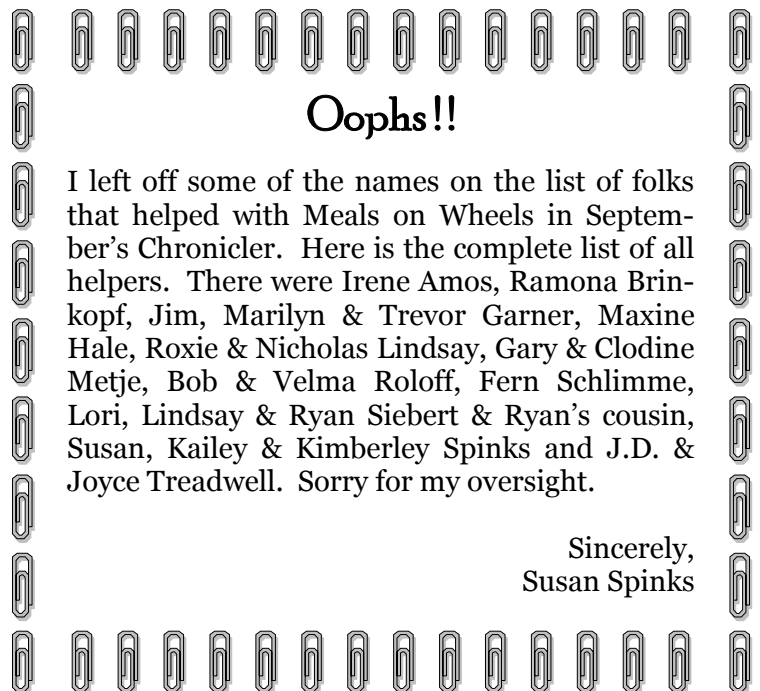 Oophs!!
I left off some of the names on the list of folks
that helped with Meals on Wheels in Septem-
ber's Chronicler.  Here is the complete list of all
helpers.  There were Irene Amos, Ramona Brin-
kopf, Jim, Marilyn & Trevor Garner, Maxine
Hale, Roxie & Nicholas Lindsay, Gary & Clodine
Metje, Bob & Velma Roloff, Fern Schlimme,
Lori, Lindsay & Ryan Siebert & Ryan's cousin,
Susan, Kailey & Kimberley Spinks and J.D. &
Joyce Treadwell.  Sorry for my oversight.
Sincerely,
Susan Spinks